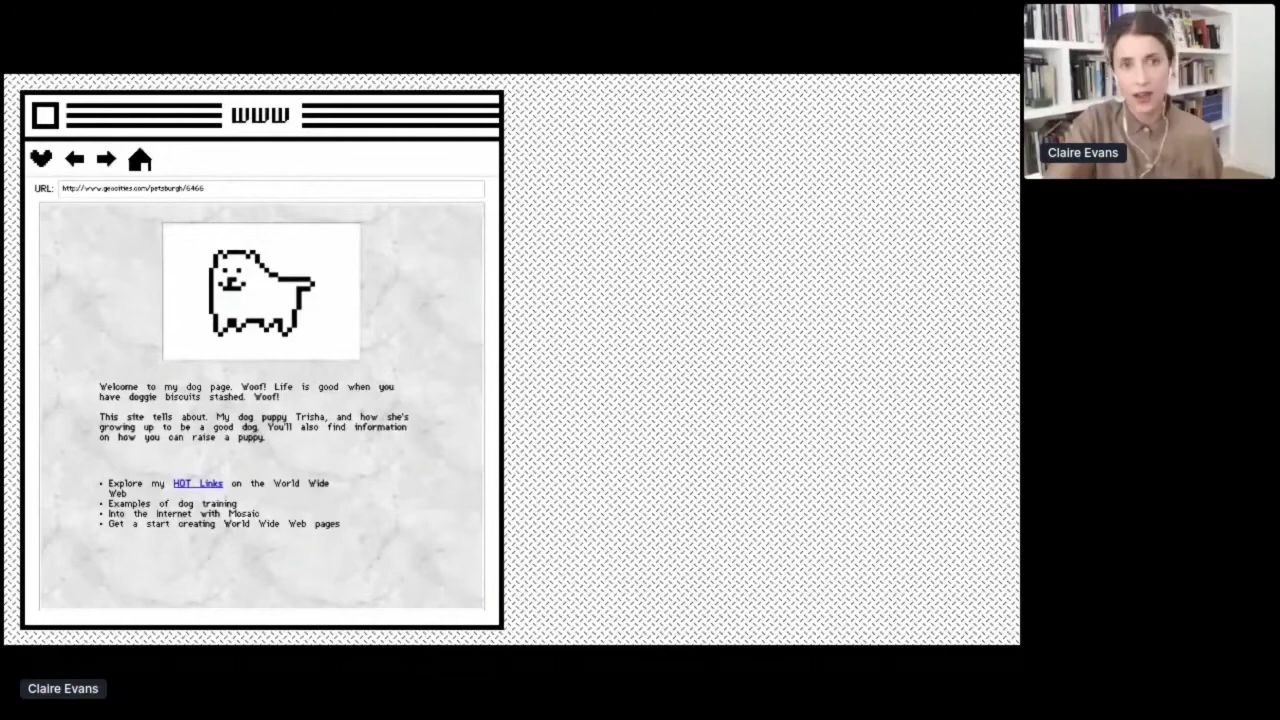 WWW
URL: http://www.geocities.com/petsburgh/6466
Welcome to my dog page. Woof! Life is good when you
have doggie biscuits stashed. Woof!
This site tells about. My dog puppy Trisha, and how she's
growing up to be a good dog. You'll also find information
on how you can raise a puppy.
• Explore my HOT Links on the World Wide
Web
• Examples of dog training
• Into the Internet with Mosaic
• Get a start creating World Wide Web pages
Claire Evans
Claire Evans